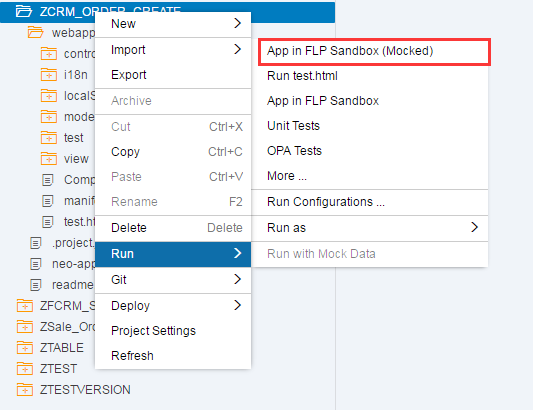 ZCRM_ORDER_CREATE
webapp
contro
i18n
localS
mode
test
view
Comp
manif
test.ht
.project.
neo-app
readme
ZFCRM_S
ZSale_Ord
ZTABLE
ZTEST
ZTESTVERSION
New
Import
Export
Archive
Cut Ctrl+X
Copy Ctrl+C
Paste Ctrl+V
Rename F2
Delete Delete
Run
Git
Deploy
Project Settings
Refresh
App in FLP Sandbox (Mocked)
Run test.html
App in FLP Sandbox
Unit Tests
OPA Tests
More ...
Run Configurations ...
Run as
Run with Mock Data